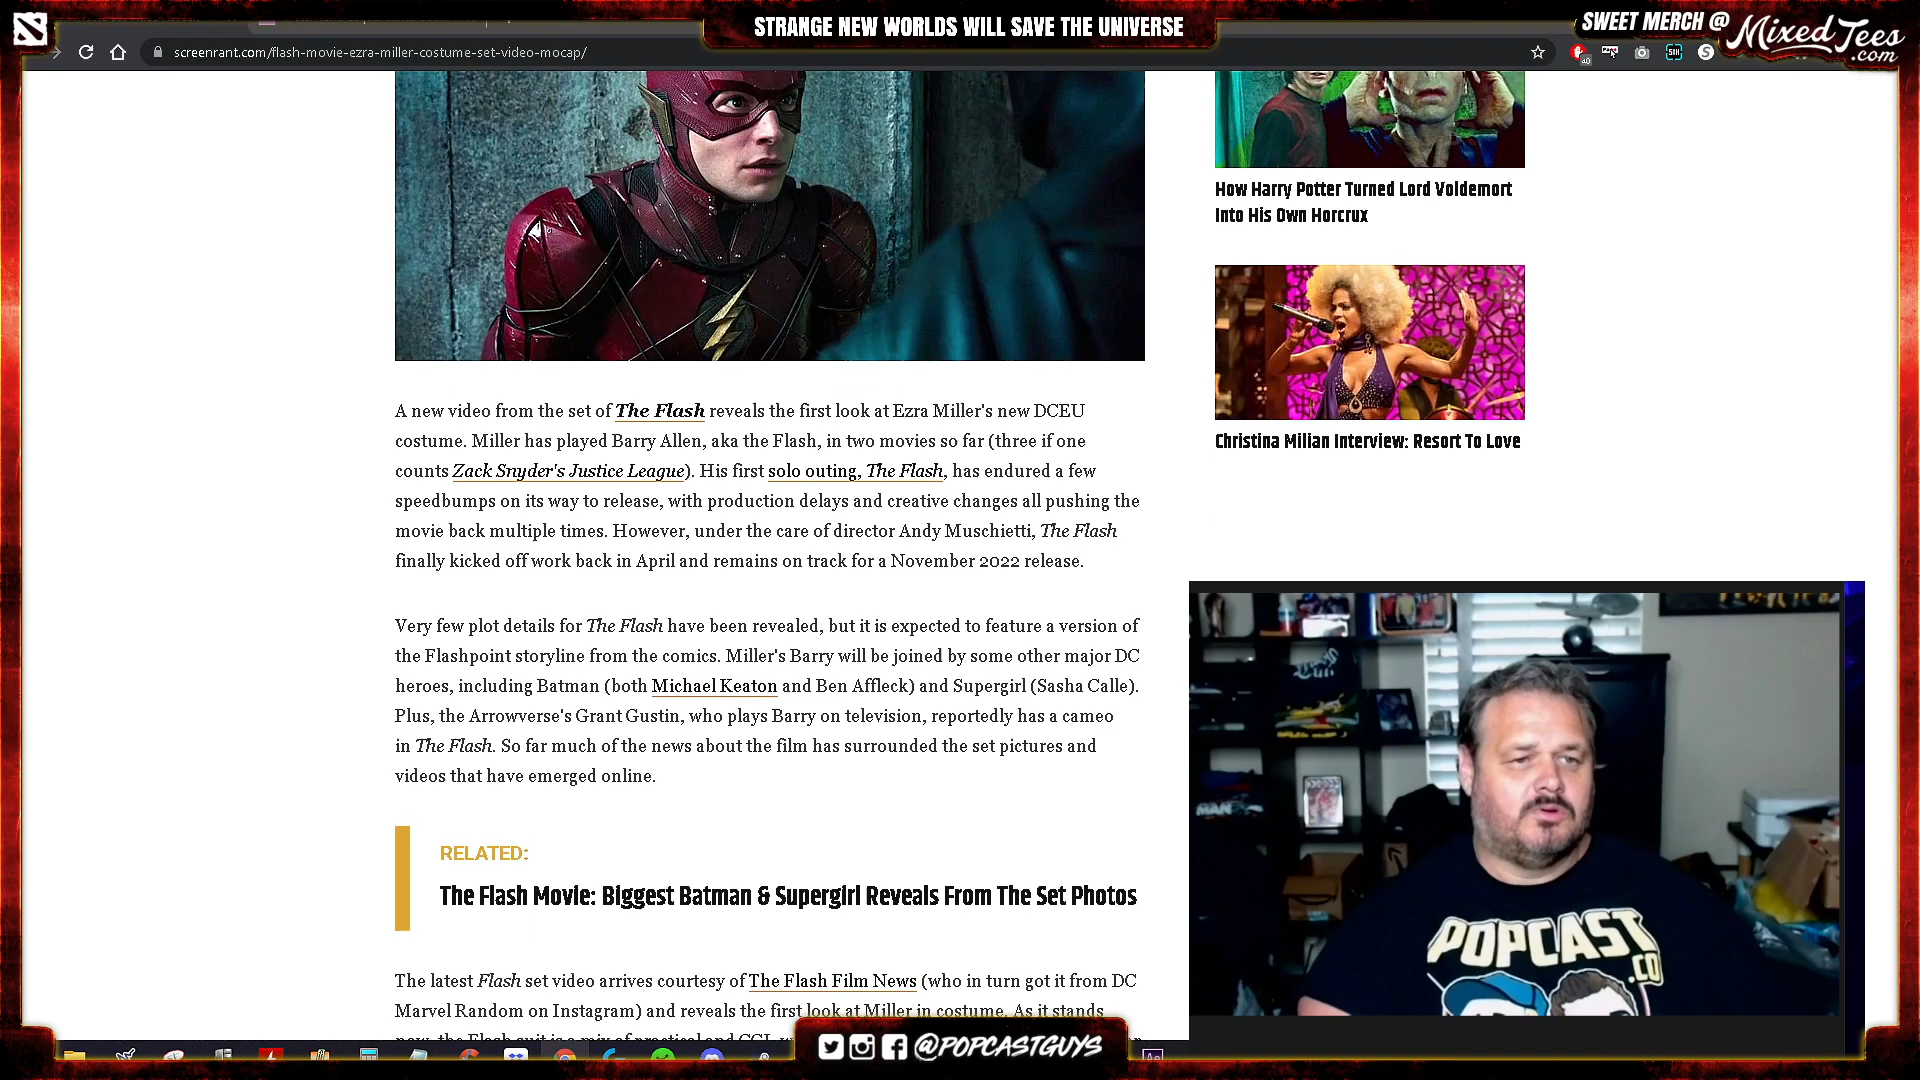 STRANGE NEW WORLDS WILL SAVE THE UNIVERSE
SWEET MERCH @
MixedTees
.com
screenrant.com/flash-movie-ezra-miller-costume-set-video-mocap/
How Harry Potter Turned Lord Voldemort
Into His Own Horcrux
Christina Milian Interview: Resort To Love
A new video from the set of The Flash reveals the first look at Ezra Miller's new DCEU
costume. Miller has played Barry Allen, aka the Flash, in two movies so far (three if one
counts Zack Snyder's Justice League). His first solo outing, The Flash, has endured a few
speedbumps on its way to release, with production delays and creative changes all pushing the
movie back multiple times. However, under the care of director Andy Muschietti, The Flash
finally kicked off work back in April and remains on track for a November 2022 release.
Very few plot details for The Flash have been revealed, but it is expected to feature a version of
the Flashpoint storyline from the comics. Miller's Barry will be joined by some other major DC
heroes, including Batman (both Michael Keaton and Ben Affleck) and Supergirl (Sasha Calle).
Plus, the Arrowverse's Grant Gustin, who plays Barry on television, reportedly has a cameo
in The Flash. So far much of the news about the film has surrounded the set pictures and
videos that have emerged online.
RELATED:
The Flash Movie: Biggest Batman & Supergirl Reveals From The Set Photos
The latest Flash set video arrives courtesy of The Flash Film News (who in turn got it from DC
Marvel Random on Instagram) and reveals the first look at Miller in costume. As it stands
now, the Flash suit is a mix of practical and CGI,
POPCAST
.CO
@POPCASTGUYS